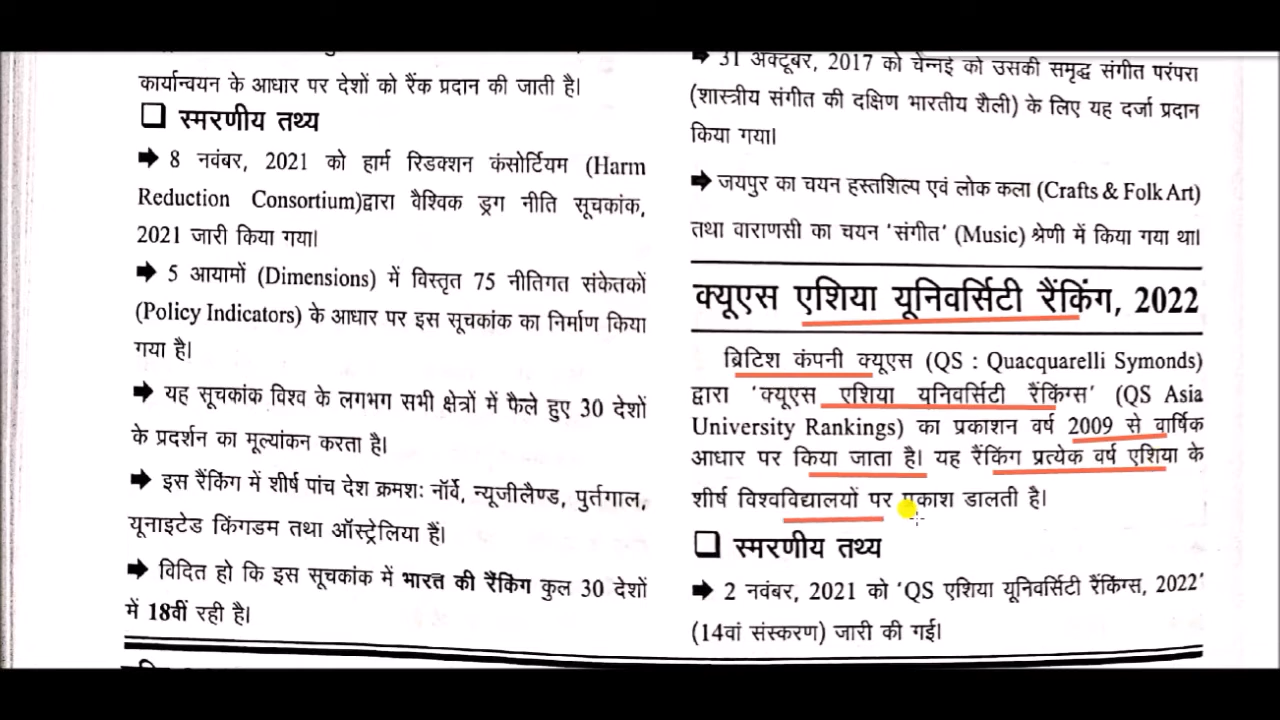 कार्यान्वयन के आधार पर देशों को रैंक प्रदान की जाती है।
❑ स्मरणीय तथ्य
➡ 8 नवंबर, 2021 को हार्म रिडक्शन कंसोर्टियम (Harm
Reduction Consortium)द्वारा वैश्विक ड्रग नीति सूचकांक,
2021 जारी किया गया।
➡ 5 आयामों (Dimensions) में विस्तृत 75 नीतिगत संकेतकों
(Policy Indicators) के आधार पर इस सूचकांक का निर्माण किया
गया है।
➡ यह सूचकांक विश्व के लगभग सभी क्षेत्रों में फैले हुए 30 देशों
के प्रदर्शन का मूल्यांकन करता है।
➡ इस रैंकिंग में शीर्ष पांच देश क्रमशः नॉर्वे, न्यूजीलैण्ड, पुर्तगाल,
यूनाइटेड किंगडम तथा ऑस्ट्रेलिया हैं।
➡ विदित हो कि इस सूचकांक में भारत की रैंकिंग कुल 30 देशों
में 18वीं रही है।
➡ 31 अक्टूबर, 2017 को चेन्नई को उसकी समृद्ध संगीत परंपरा
(शास्त्रीय संगीत की दक्षिण भारतीय शैली) के लिए यह दर्जा प्रदान
किया गया।
➡ जयपुर का चयन हस्तशिल्प एवं लोक कला (Crafts & Folk Art)
तथा वाराणसी का चयन ‘संगीत’ (Music) श्रेणी में किया गया था।
क्यूएस एशिया यूनिवर्सिटी रैंकिंग, 2022
ब्रिटिश कंपनी क्यूएस (QS : Quacquarelli Symonds)
द्वारा ‘क्यूएस एशिया यूनिवर्सिटी रैंकिंग्स’ (QS Asia
University Rankings) का प्रकाशन वर्ष 2009 से वार्षिक
आधार पर किया जाता है। यह रैंकिंग प्रत्येक वर्ष एशिया के
शीर्ष विश्वविद्यालयों पर प्रकाश डालती है।
❑ स्मरणीय तथ्य
➡ 2 नवंबर, 2021 को ‘QS एशिया यूनिवर्सिटी रैंकिंग्स, 2022’
(14वां संस्करण) जारी की गई।